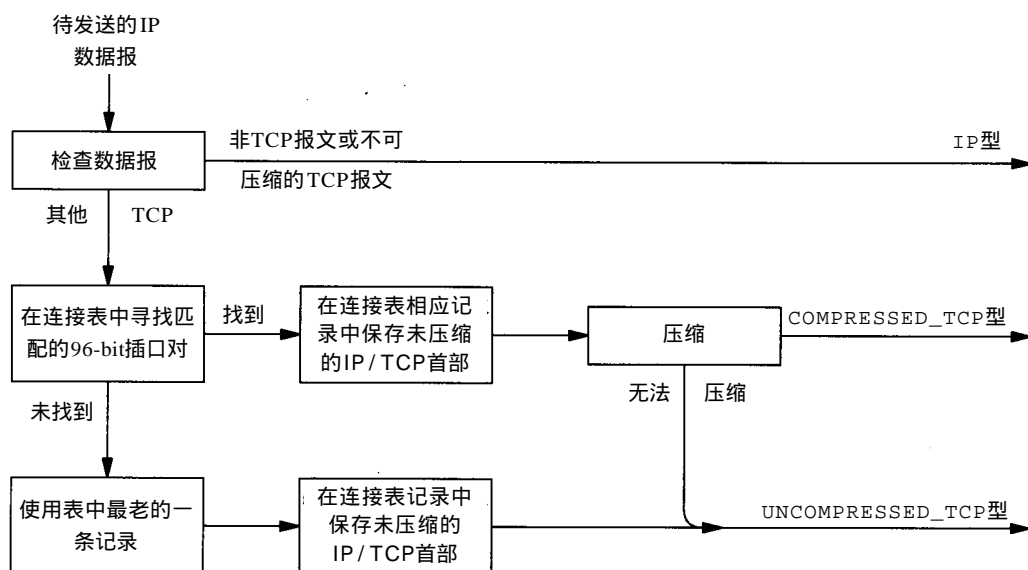 待发送的IP
数据报
检查数据报
非TCP报文或不可
压缩的TCP报文
IP型
其他 TCP
在连接表中寻找匹
配的96-bit插口对
找到
在连接表相应记
录中保存未压缩
的IP/TCP首部
压缩
COMPRESSED_TCP型
无法 压缩
未找到
使用表中最老的一
条记录
在连接表记录中
保存未压缩的
IP/TCP首部
UNCOMPRESSED_TCP型